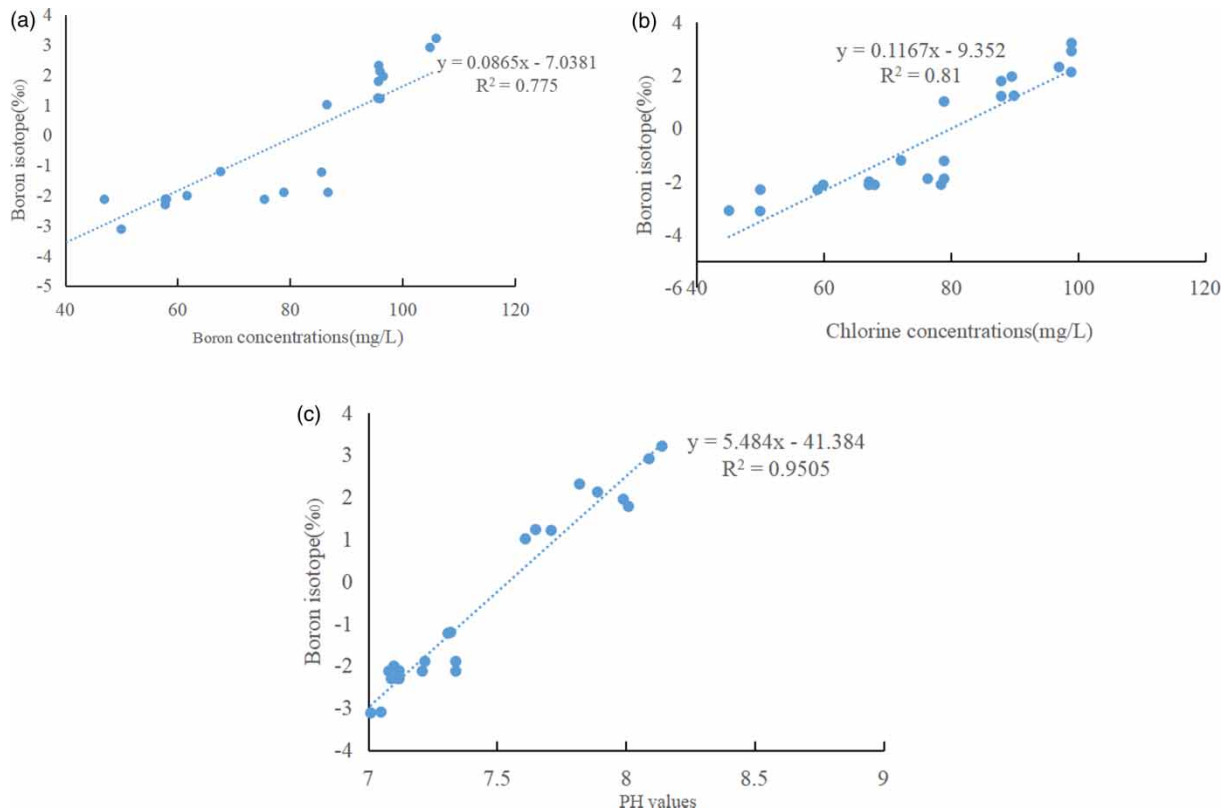 (a)
4
3
2
1
0
-1
-2
-3
-4
-5
40
60
80
100
120
Boron isotope(‰)
Boron concentrations(mg/L)
y = 0.0865x - 7.0381
R² = 0.775
(b)
4
2
0
-2
-4
-6
40
60
80
100
120
Boron isotope(‰)
Chlorine concentrations(mg/L)
y = 0.1167x - 9.352
R² = 0.81
(c)
4
3
2
1
0
-1
-2
-3
-4
7
7.5
8
8.5
9
Boron isotope(‰)
PH values
y = 5.484x - 41.384
R² = 0.9505